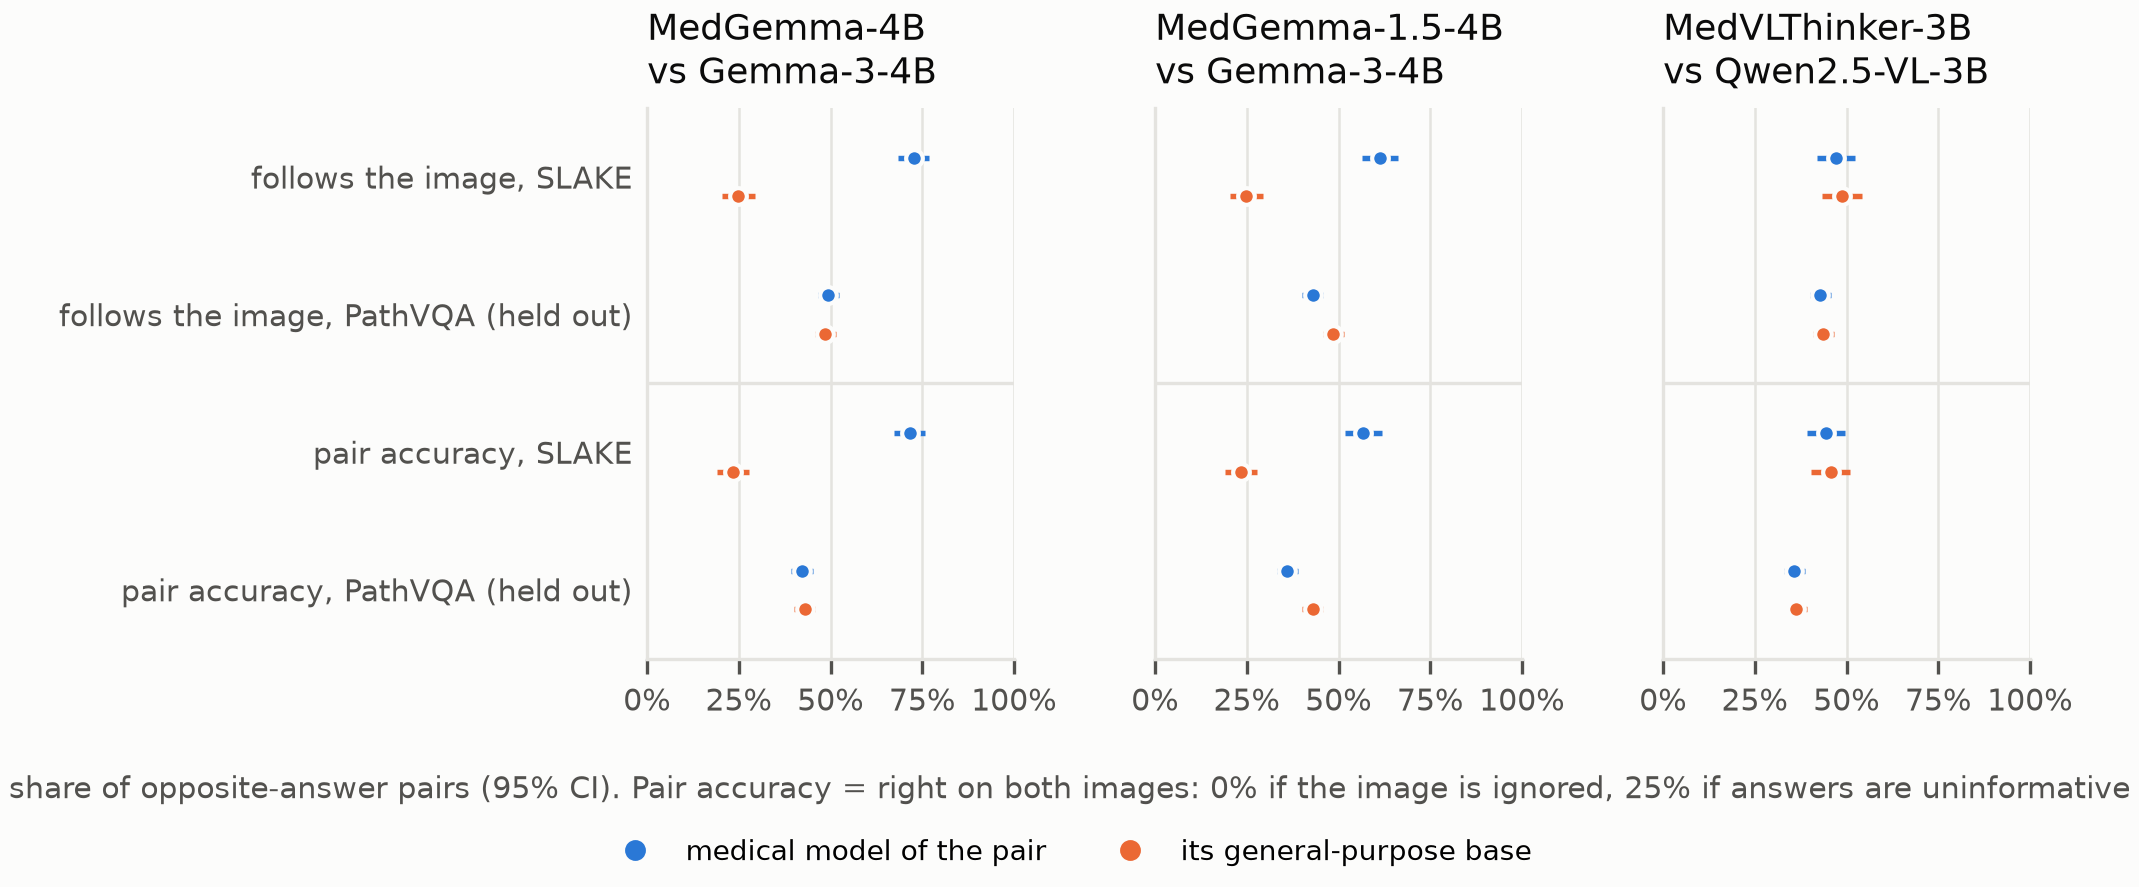 MedGemma-4B
vs Gemma-3-4B
MedGemma-1.5-4B
vs Gemma-3-4B
MedVLThinker-3B
vs Qwen2.5-VL-3B
follows the image, SLAKE
follows the image, PathVQA (held out)
pair accuracy, SLAKE
pair accuracy, PathVQA (held out)
0% 25% 50% 75% 100%
0% 25% 50% 75% 100%
0% 25% 50% 75% 100%
share of opposite-answer pairs (95% CI). Pair accuracy = right on both images: 0% if the image is ignored, 25% if answers are uninformative
medical model of the pair
its general-purpose base